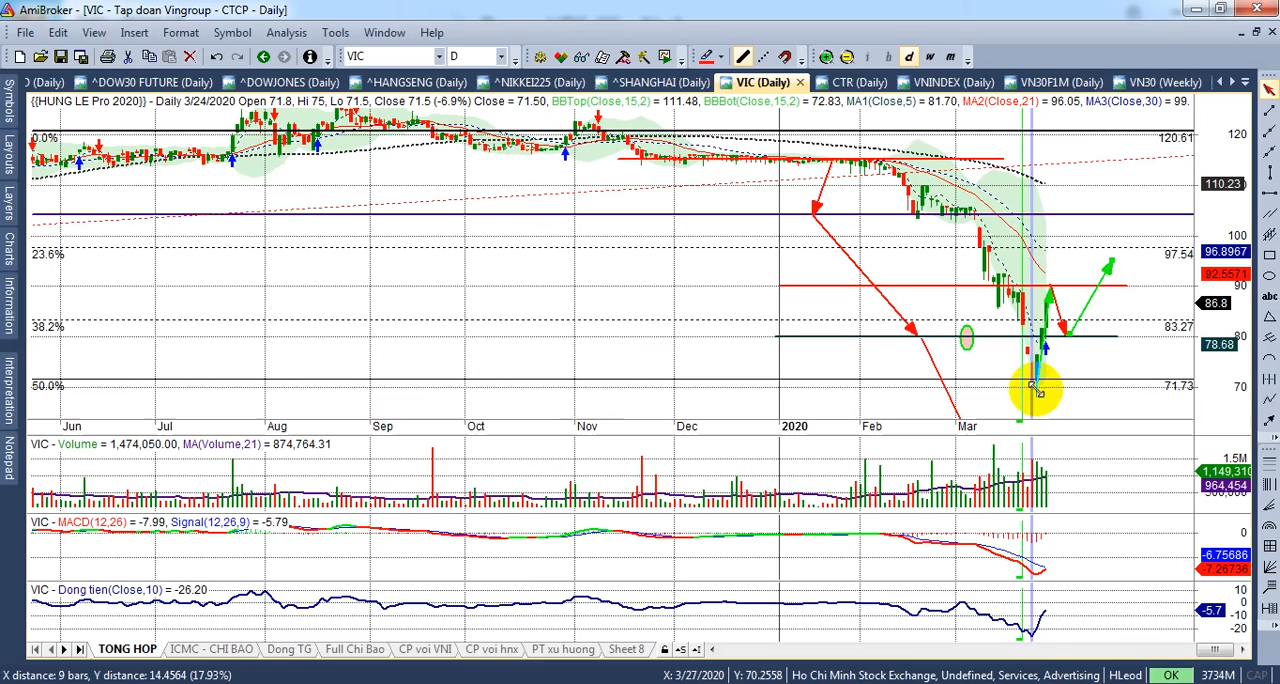 AmiBroker - [VIC - Tap doan Vingroup - CTCP - Daily]
File Edit View Insert Format Symbol Analysis Tools Window Help
VIC D i h d w m
) (Daily) ^DOW30 FUTURE (Daily) ^DOWJONES (Daily) ^HANGSENG (Daily) ^NIKKEI225 (Daily) ^SHANGHAI (Daily) VIC (Daily) CTR (Daily) VNINDEX (Daily) VN30F1M (Daily) VN30 (Weekly)
{{HUNG LE Pro 2020}} - Daily 3/24/2020 Open 71.8, Hi 75, Lo 71.5, Close 71.5 (-6.9%) Close = 71.50, BBTop(Close,15,2) = 111.48, BBBot(Close,15,2) = 72.83, MA1(Close,5) = 81.70, MA2(Close,21) = 96.05, MA3(Close,30) = 99.
0.0%
120.61
120
110.23
100
23.6%
97.54
96.8967
92.5571
90
86.8
38.2%
83.27
80
78.68
50.0%
71.73
70
Jun Jul Aug Sep Oct Nov Dec 2020 Feb Mar
VIC - Volume = 1,474,050.00, MA(Volume,21) = 874,764.31
1.5M
1,149,310
964,454
VIC - MACD(12,26) = -7.99, Signal(12,26,9) = -5.79
0
-6.75686
-7.26736
VIC - Dong tien(Close,10) = -26.20
10
0
-5.7
-10
-20
Symbols
Layouts
Layers
Charts
Information
Interpretation
Notepad
abc
TONG HOP ICMC - CHI BAO Dong TG Full Chi Bao CP voi VNI CP voi hnx PT xu huong Sheet 8
X distance: 9 bars, Y distance: 14.4564 (17.93%) X: 3/27/2020 Y: 70.2558 Ho Chi Minh Stock Exchange, Undefined, Services, Advertising HLeod OK 3734M CAP